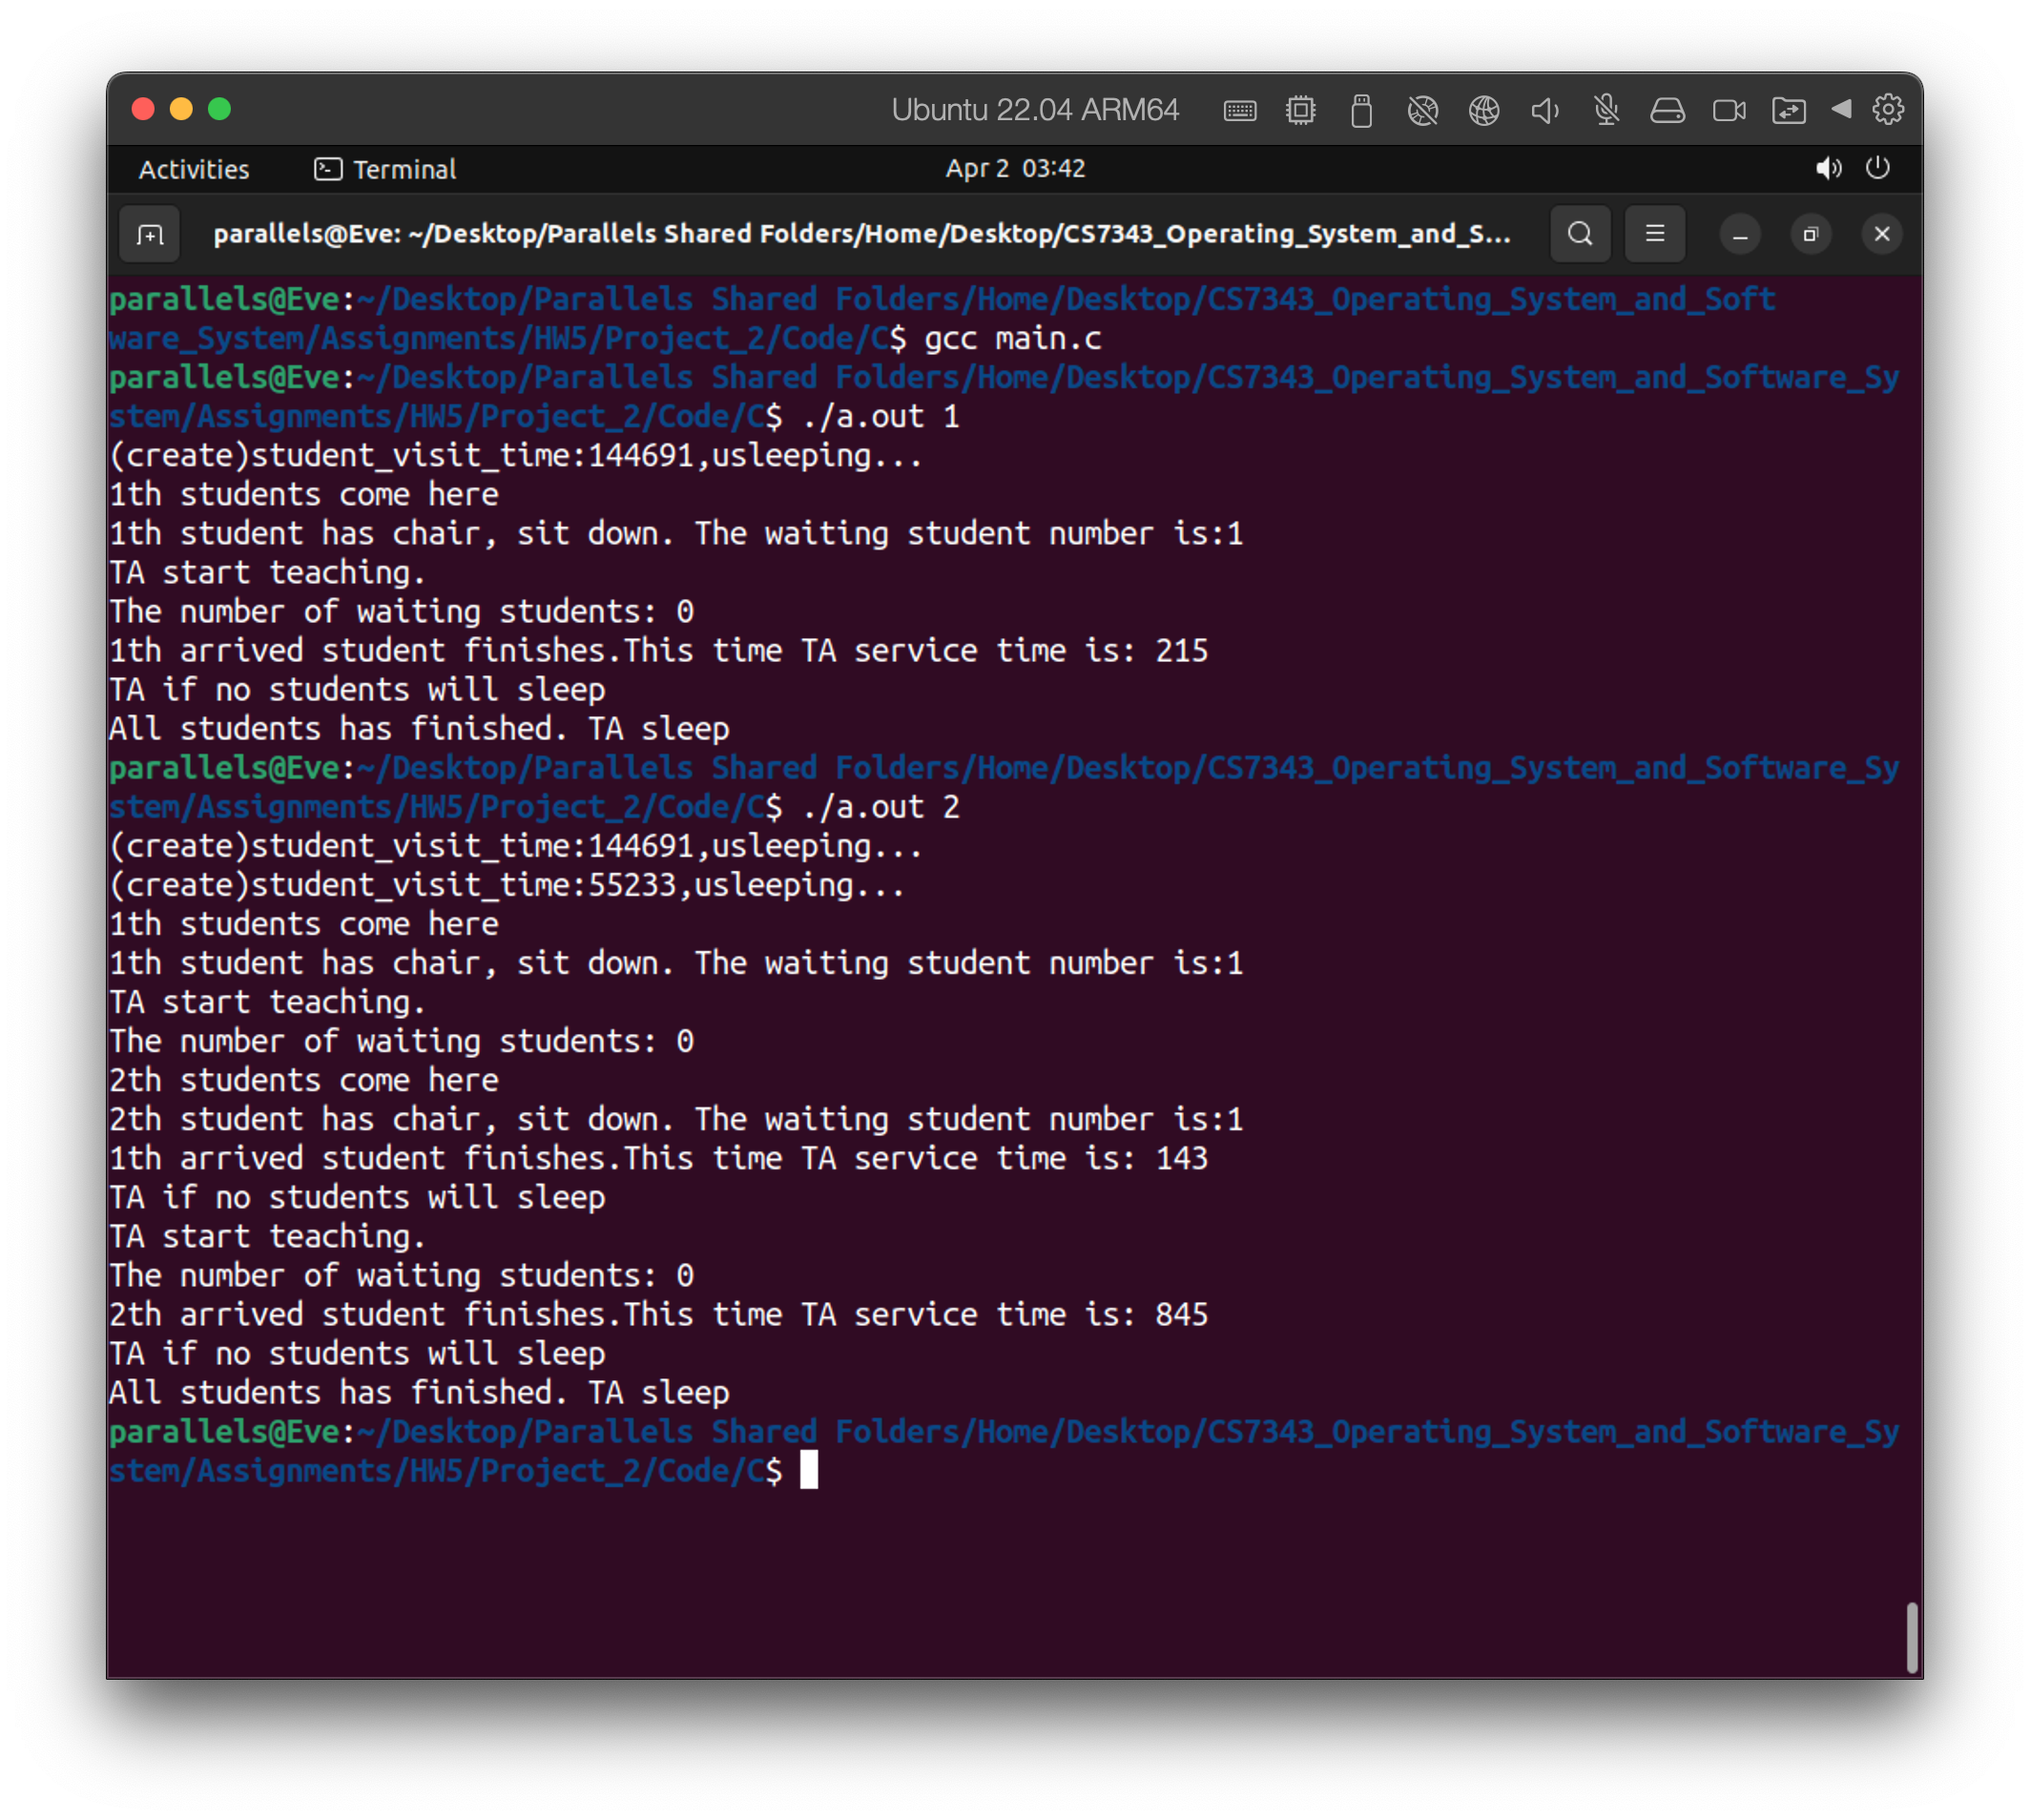 Ubuntu 22.04 ARM64
Activities Terminal Apr 2 03:42
parallels@Eve: ~/Desktop/Parallels Shared Folders/Home/Desktop/CS7343_Operating_System_and_S...
parallels@Eve:~/Desktop/Parallels Shared Folders/Home/Desktop/CS7343_Operating_System_and_Soft
ware_System/Assignments/HW5/Project_2/Code/C$ gcc main.c
parallels@Eve:~/Desktop/Parallels Shared Folders/Home/Desktop/CS7343_Operating_System_and_Software_Sy
stem/Assignments/HW5/Project_2/Code/C$ ./a.out 1
(create)student_visit_time:144691,usleeping...
1th students come here
1th student has chair, sit down. The waiting student number is:1
TA start teaching.
The number of waiting students: 0
1th arrived student finishes.This time TA service time is: 215
TA if no students will sleep
All students has finished. TA sleep
parallels@Eve:~/Desktop/Parallels Shared Folders/Home/Desktop/CS7343_Operating_System_and_Software_Sy
stem/Assignments/HW5/Project_2/Code/C$ ./a.out 2
(create)student_visit_time:144691,usleeping...
(create)student_visit_time:55233,usleeping...
1th students come here
1th student has chair, sit down. The waiting student number is:1
TA start teaching.
The number of waiting students: 0
2th students come here
2th student has chair, sit down. The waiting student number is:1
1th arrived student finishes.This time TA service time is: 143
TA if no students will sleep
TA start teaching.
The number of waiting students: 0
2th arrived student finishes.This time TA service time is: 845
TA if no students will sleep
All students has finished. TA sleep
parallels@Eve:~/Desktop/Parallels Shared Folders/Home/Desktop/CS7343_Operating_System_and_Software_Sy
stem/Assignments/HW5/Project_2/Code/C$